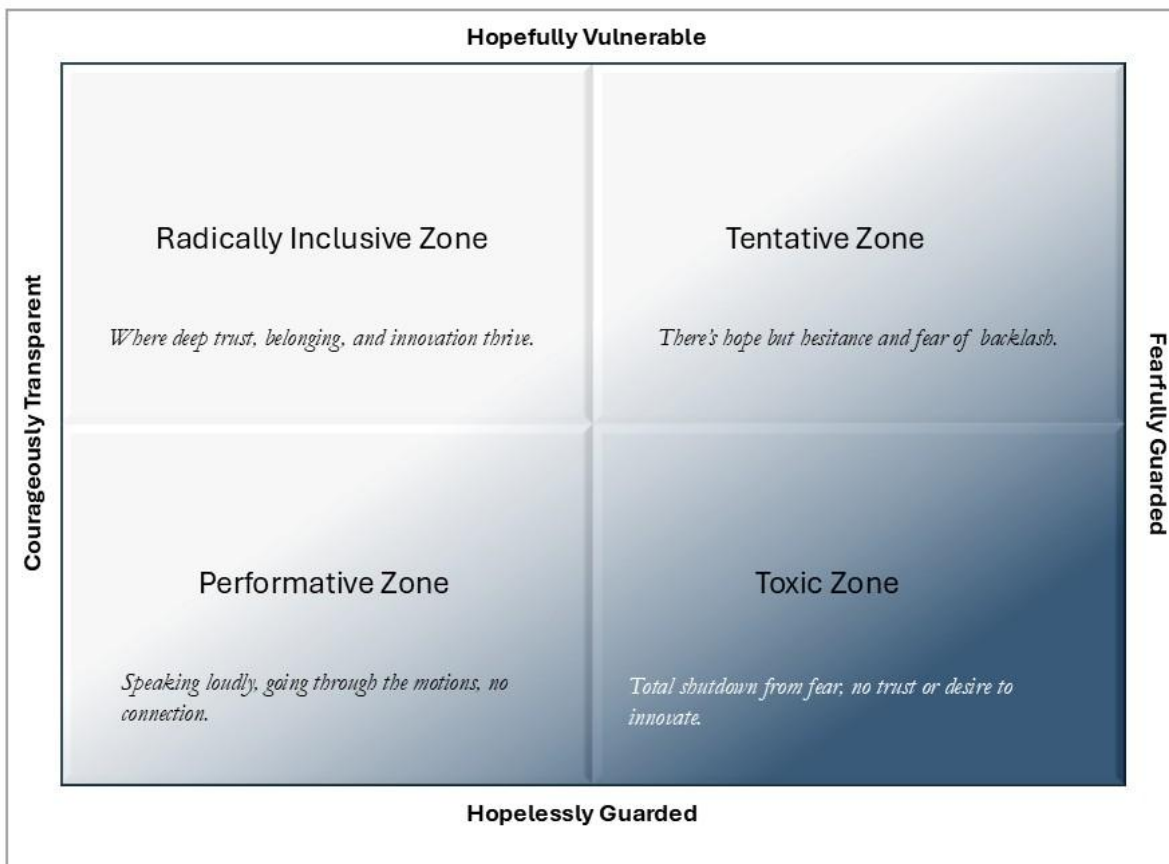 Hopefully Vulnerable
Courageously Transparent
Radically Inclusive Zone
Where deep trust, belonging, and innovation thrive.
Tentative Zone
There's hope but hesitance and fear of backlash.
Fearfully Guarded
Performative Zone
Speaking loudly, going through the motions, no
connection.
Toxic Zone
Total shutdown from fear, no trust or desire to
innovate.
Hopelessly Guarded